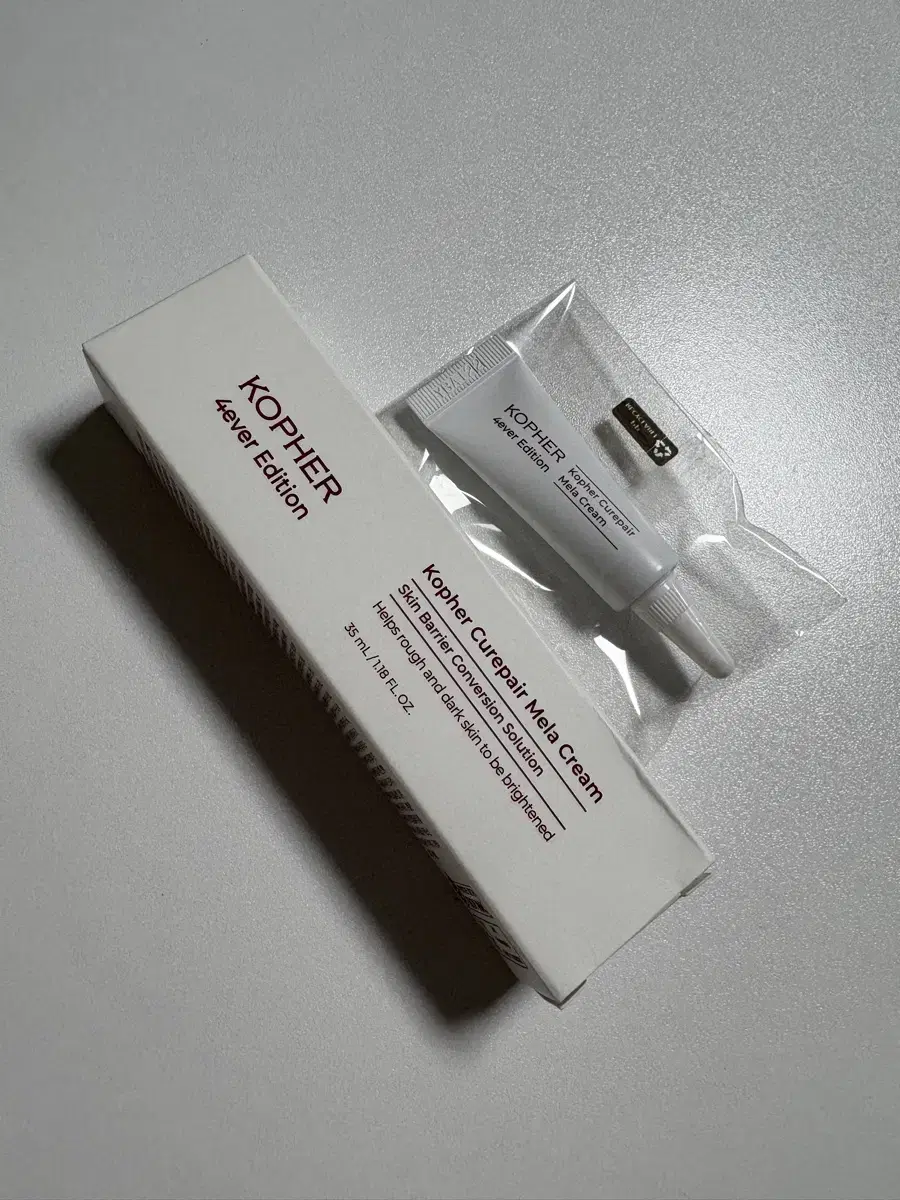 KOPHER
4ever Edition
Kopher Curepair Mela Cream
Skin Barrier Conversion Solution
Helps rough and dark skin to be brightened
35 mL/1.18 FL.OZ.
KOPHER
4ever Edition
Kopher Curepair
Mela Cream